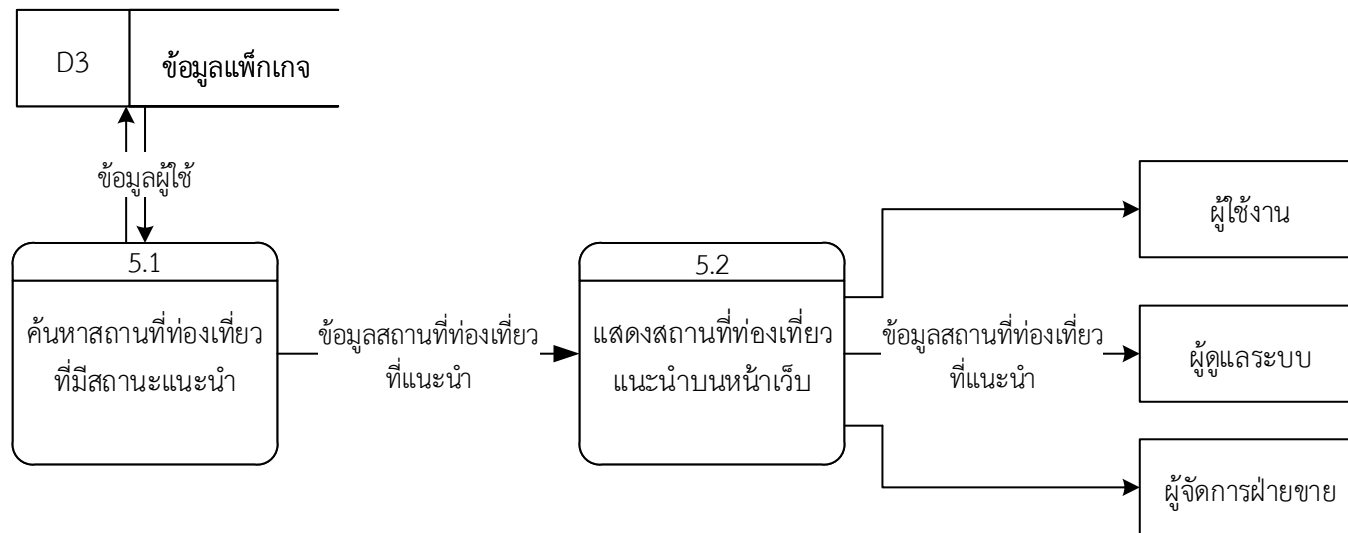 D3
ข้อมูลแพ็กเกจ
ข้อมูลผู้ใช้
5.1
ค้นหาสถานที่ท่องเที่ยว
ที่มีสถานะแนะนำ
ข้อมูลสถานที่ท่องเที่ยว
ที่แนะนำ
5.2
แสดงสถานที่ท่องเที่ยว
แนะนำบนหน้าเว็บ
ข้อมูลสถานที่ท่องเที่ยว
ที่แนะนำ
ผู้ใช้งาน
ผู้ดูแลระบบ
ผู้จัดการฝ่ายขาย